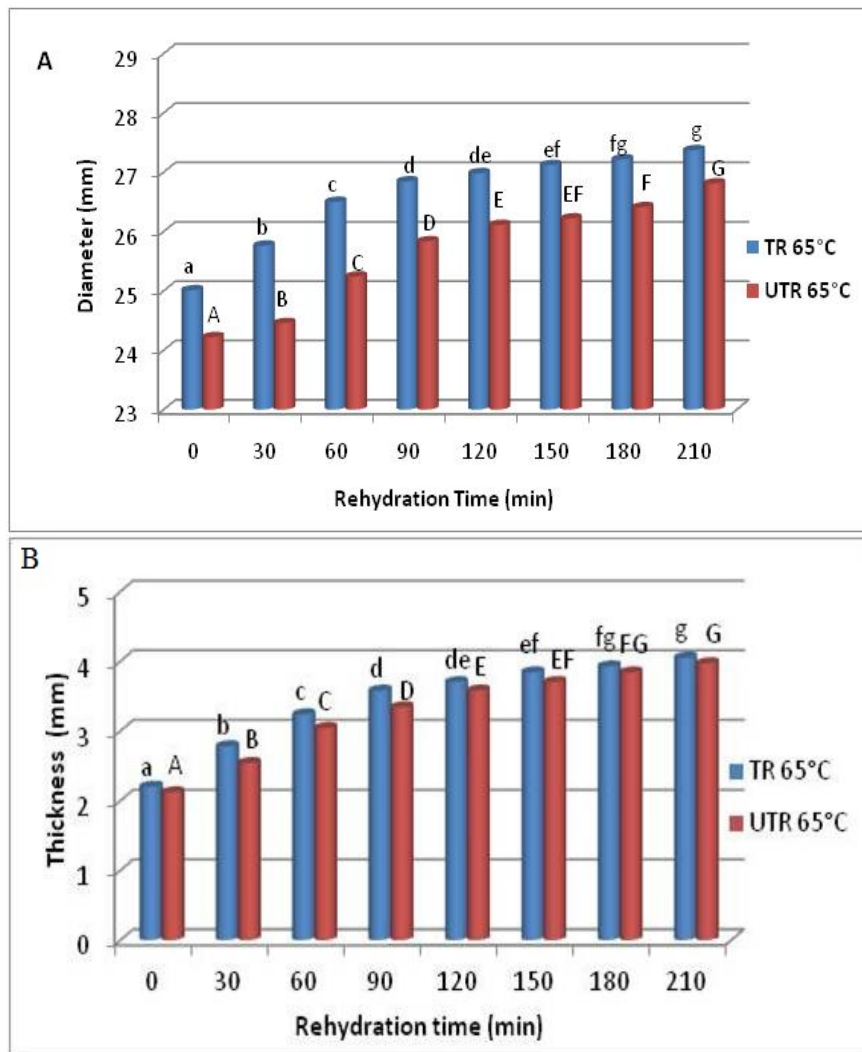 A
29
28
27
26
25
24
23
Diameter (mm)
a A b B c C d D de E ef EF fg F g G
0 30 60 90 120 150 180 210
Rehydration Time (min)
TR 65°C
UTR 65°C
B
5
4
3
2
1
0
Thickness (mm)
a A b B c C d D de E ef EF fg FG g G
0 30 60 90 120 150 180 210
Rehydration time (min)
TR 65°C
UTR 65°C